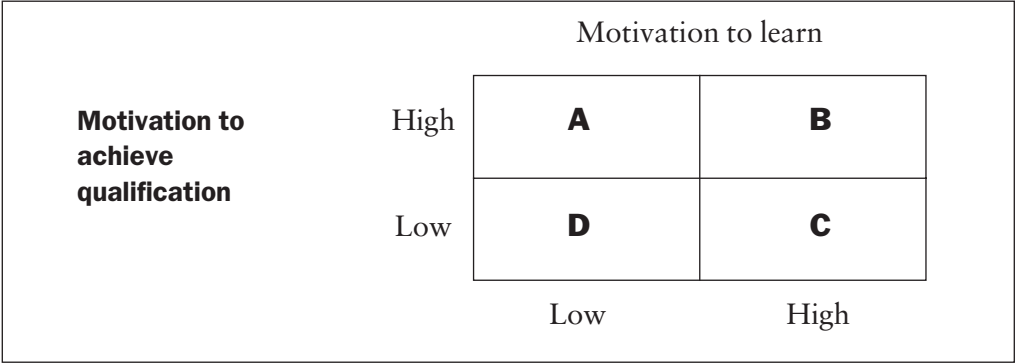 Motivation to learn
Motivation to
achieve
qualification
High
A
B
Low
D
C
Low
High